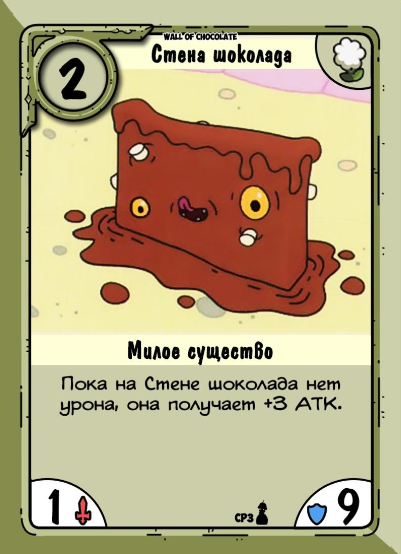 WALL OF CHOCOLATE
2
Стена шоколада
Милое существо
Пока на Стене шоколада нет
урона, она получает +3 АТК.
1
СР3
9